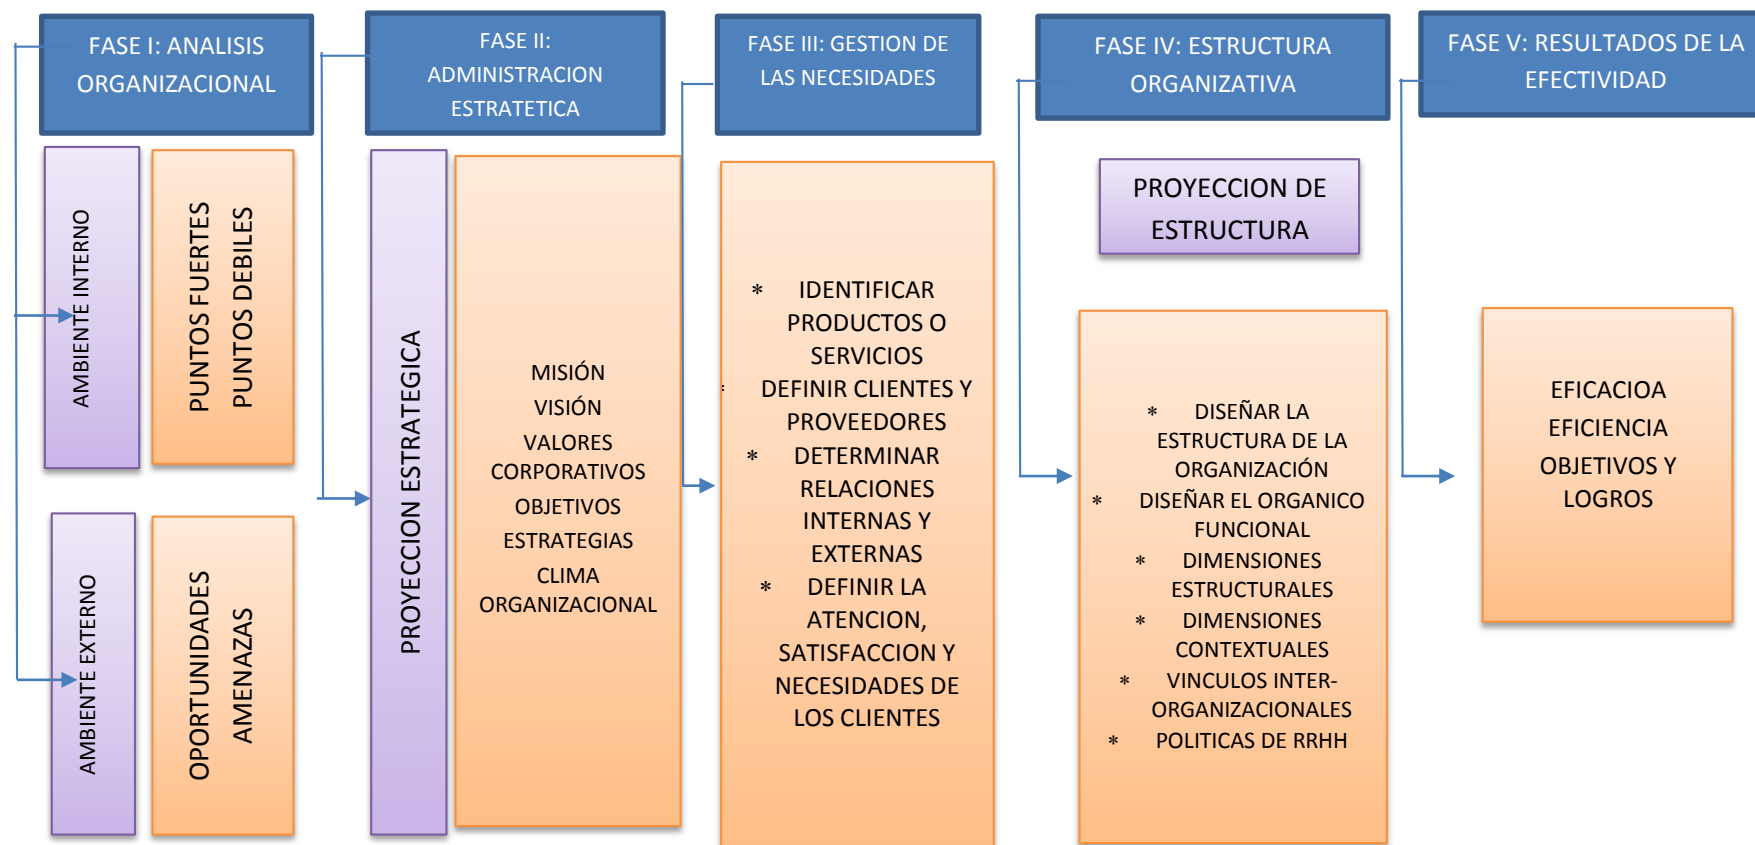 FASE I: ANALISIS
ORGANIZACIONAL
AMBIENTE INTERNO
PUNTOS FUERTES
PUNTOS DEBILES
AMBIENTE EXTERNO
OPORTUNIDADES
AMENAZAS
FASE II:
ADMINISTRACION
ESTRATETICA
PROYECCION ESTRATEGICA
MISIÓN
VISIÓN
VALORES
CORPORATIVOS
OBJETIVOS
ESTRATEGIAS
CLIMA
ORGANIZACIONAL
FASE III: GESTION DE
LAS NECESIDADES
* IDENTIFICAR
PRODUCTOS O
SERVICIOS
* DEFINIR CLIENTES Y
PROVEEDORES
* DETERMINAR
RELACIONES
INTERNAS Y
EXTERNAS
* DEFINIR LA
ATENCION,
SATISFACCION Y
NECESIDADES DE
LOS CLIENTES
FASE IV: ESTRUCTURA
ORGANIZATIVA
PROYECCION DE
ESTRUCTURA
* DISEÑAR LA
ESTRUCTURA DE LA
ORGANIZACIÓN
* DISEÑAR EL ORGANICO
FUNCIONAL
* DIMENSIONES
ESTRUCTURALES
* DIMENSIONES
CONTEXTUALES
* VINCULOS INTER-
ORGANIZACIONALES
* POLITICAS DE RRHH
FASE V: RESULTADOS DE LA
EFECTIVIDAD
EFICACIOA
EFICIENCIA
OBJETIVOS Y
LOGROS